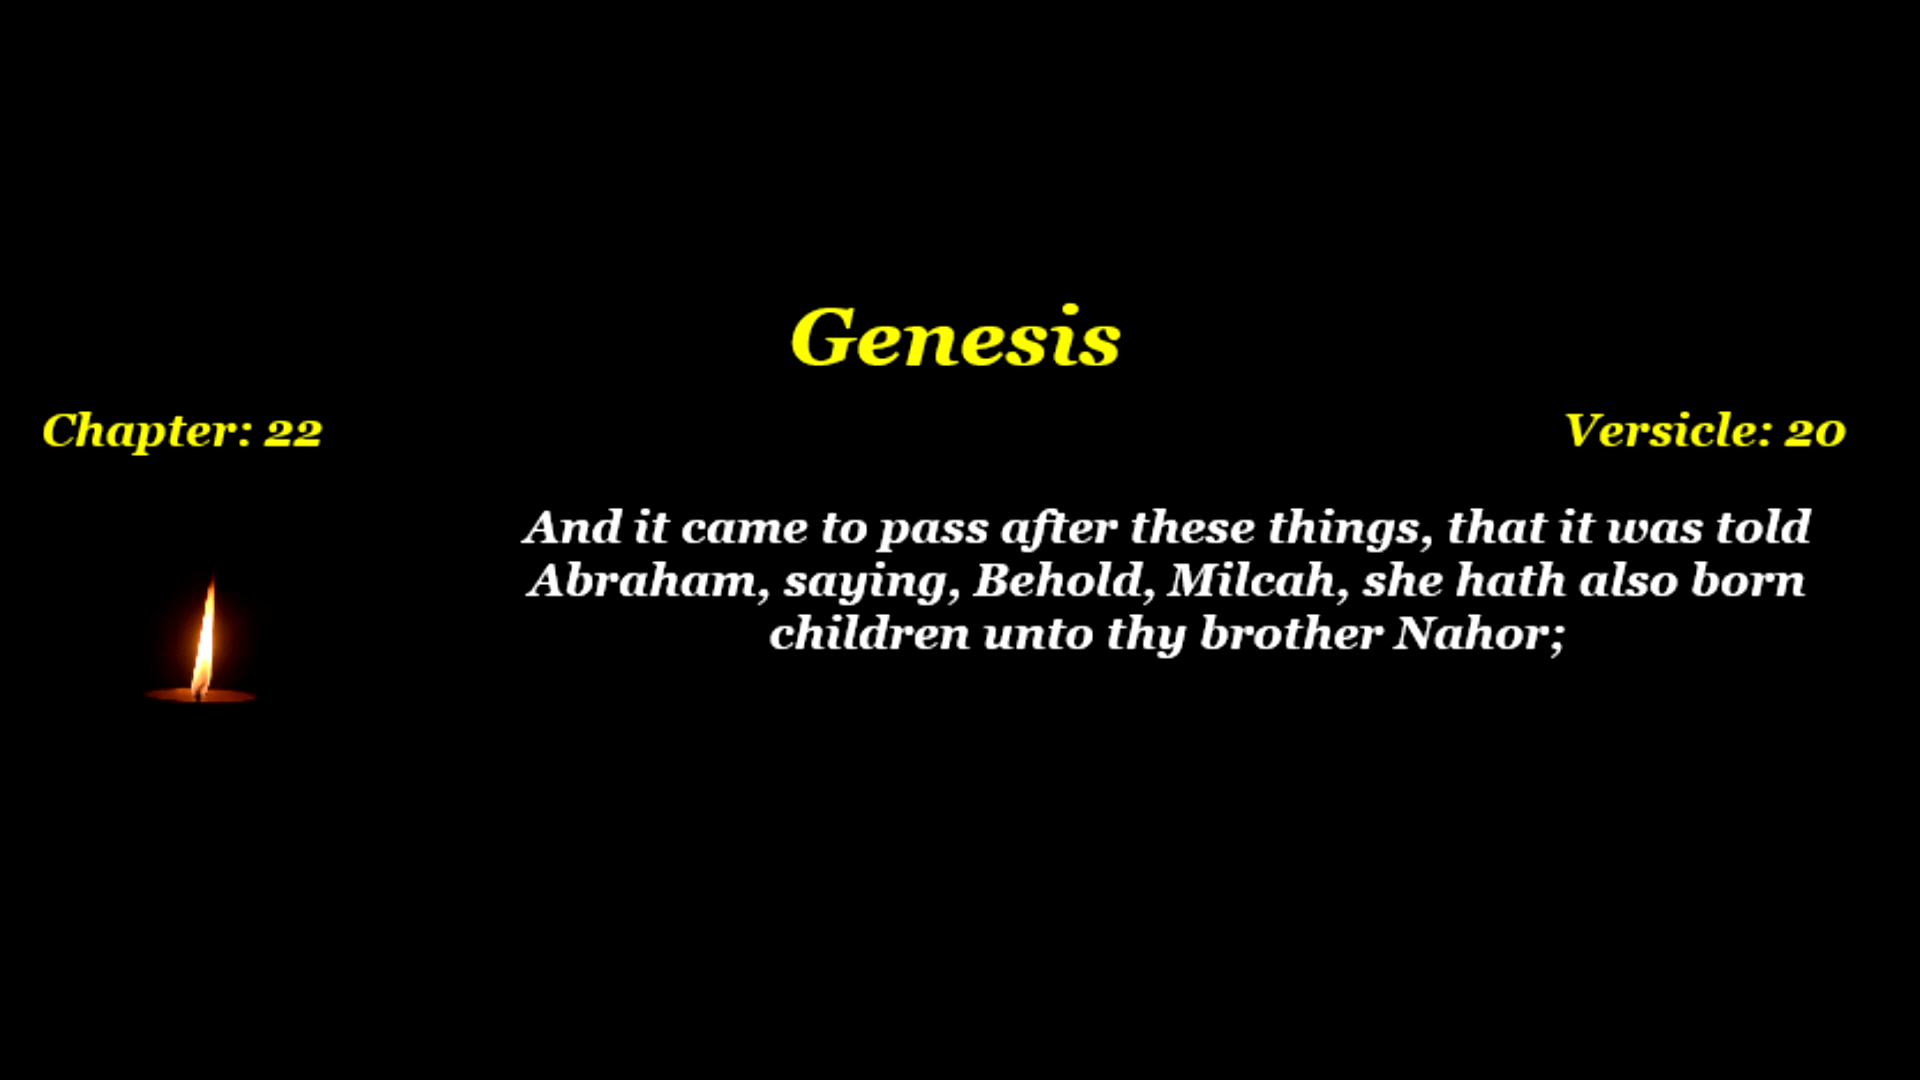 Genesis
Chapter: 22
Versicle: 20
And it came to pass after these things, that it was told
Abraham, saying, Behold, Milcah, she hath also born
children unto thy brother Nahor;